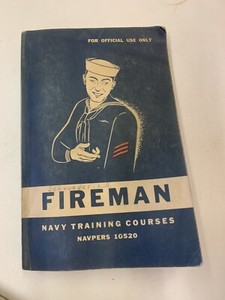 FOR OFFICIAL USE ONLY
FIREMAN
NAVY TRAINING COURSES
NAVPERS 10520